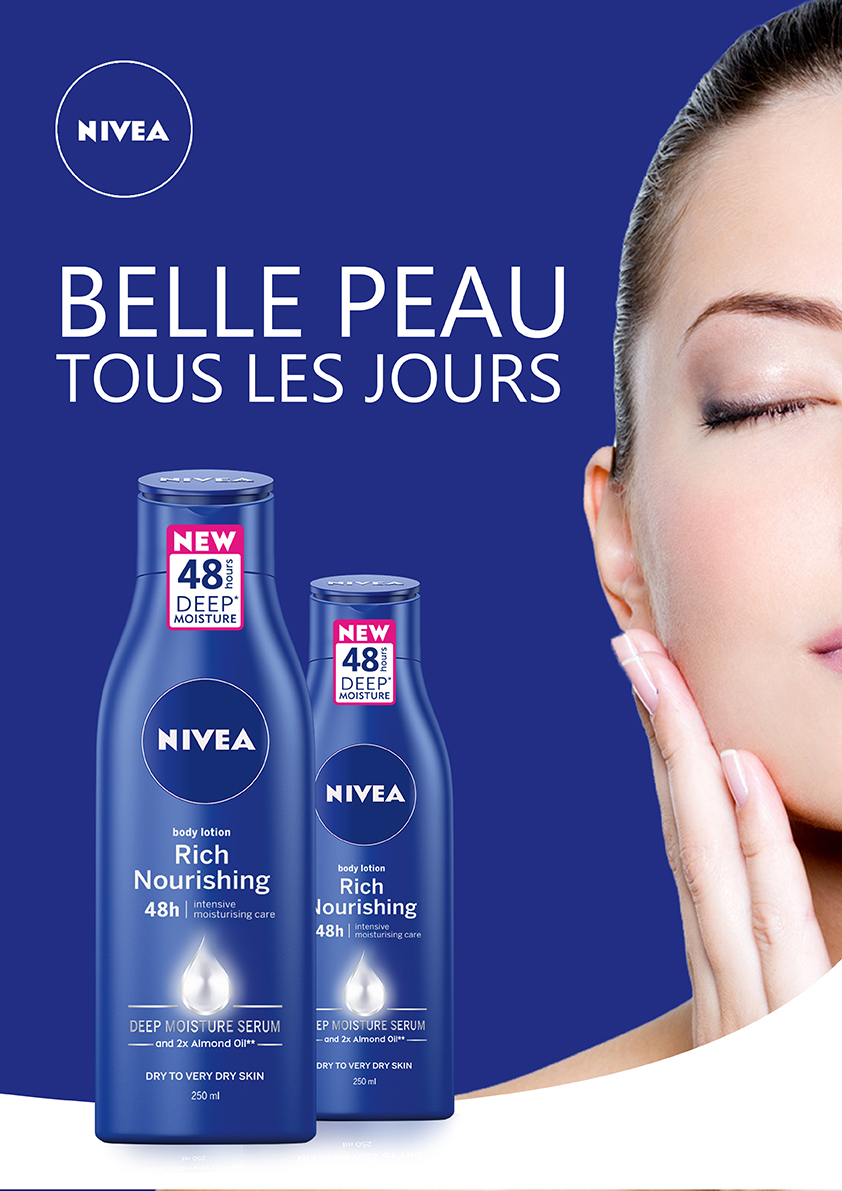 NIVEA
BELLE PEAU
TOUS LES JOURS
NIVEA
NEW
48 hours
DEEP*
MOISTURE
NIVEA
body lotion
Rich
Nourishing
48h | intensive
moisturising care
DEEP MOISTURE SERUM
and 2x Almond Oil**
DRY TO VERY DRY SKIN
250 ml
NIVEA
NEW
48 hours
DEEP*
MOISTURE
NIVEA
body lotion
Rich
Nourishing
48h | intensive
moisturising care
EEP MOISTURE SERUM
and 2x Almond Oil**
DRY TO VERY DRY SKIN
250 ml